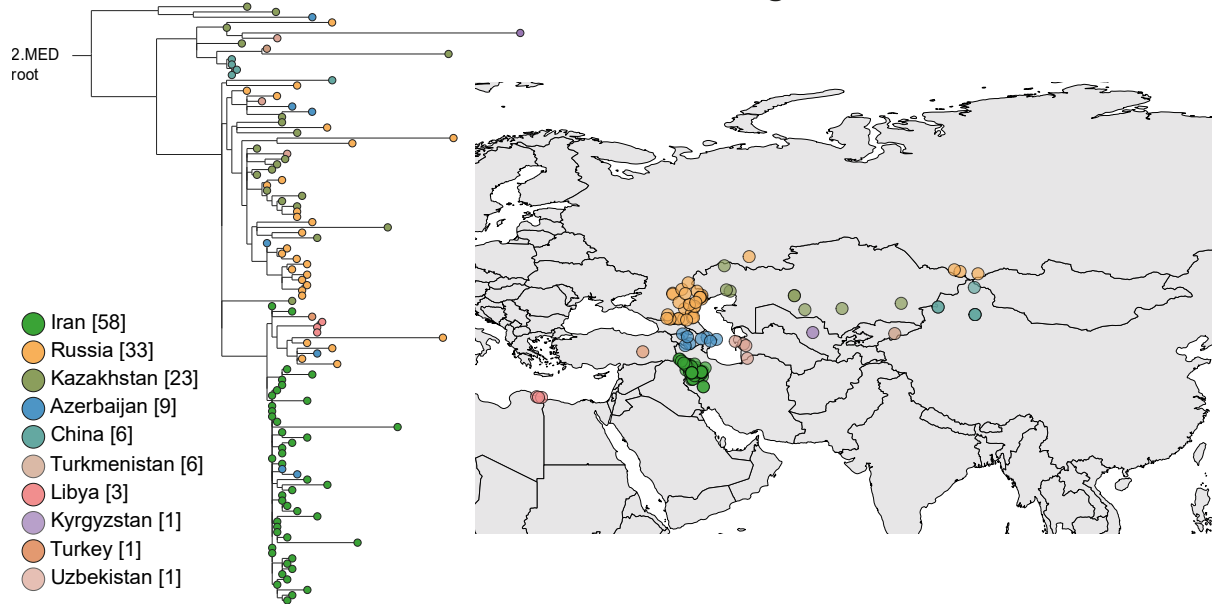 2.MED
root
Iran [58]
Russia [33]
Kazakhstan [23]
Azerbaijan [9]
China [6]
Turkmenistan [6]
Libya [3]
Kyrgyzstan [1]
Turkey [1]
Uzbekistan [1]